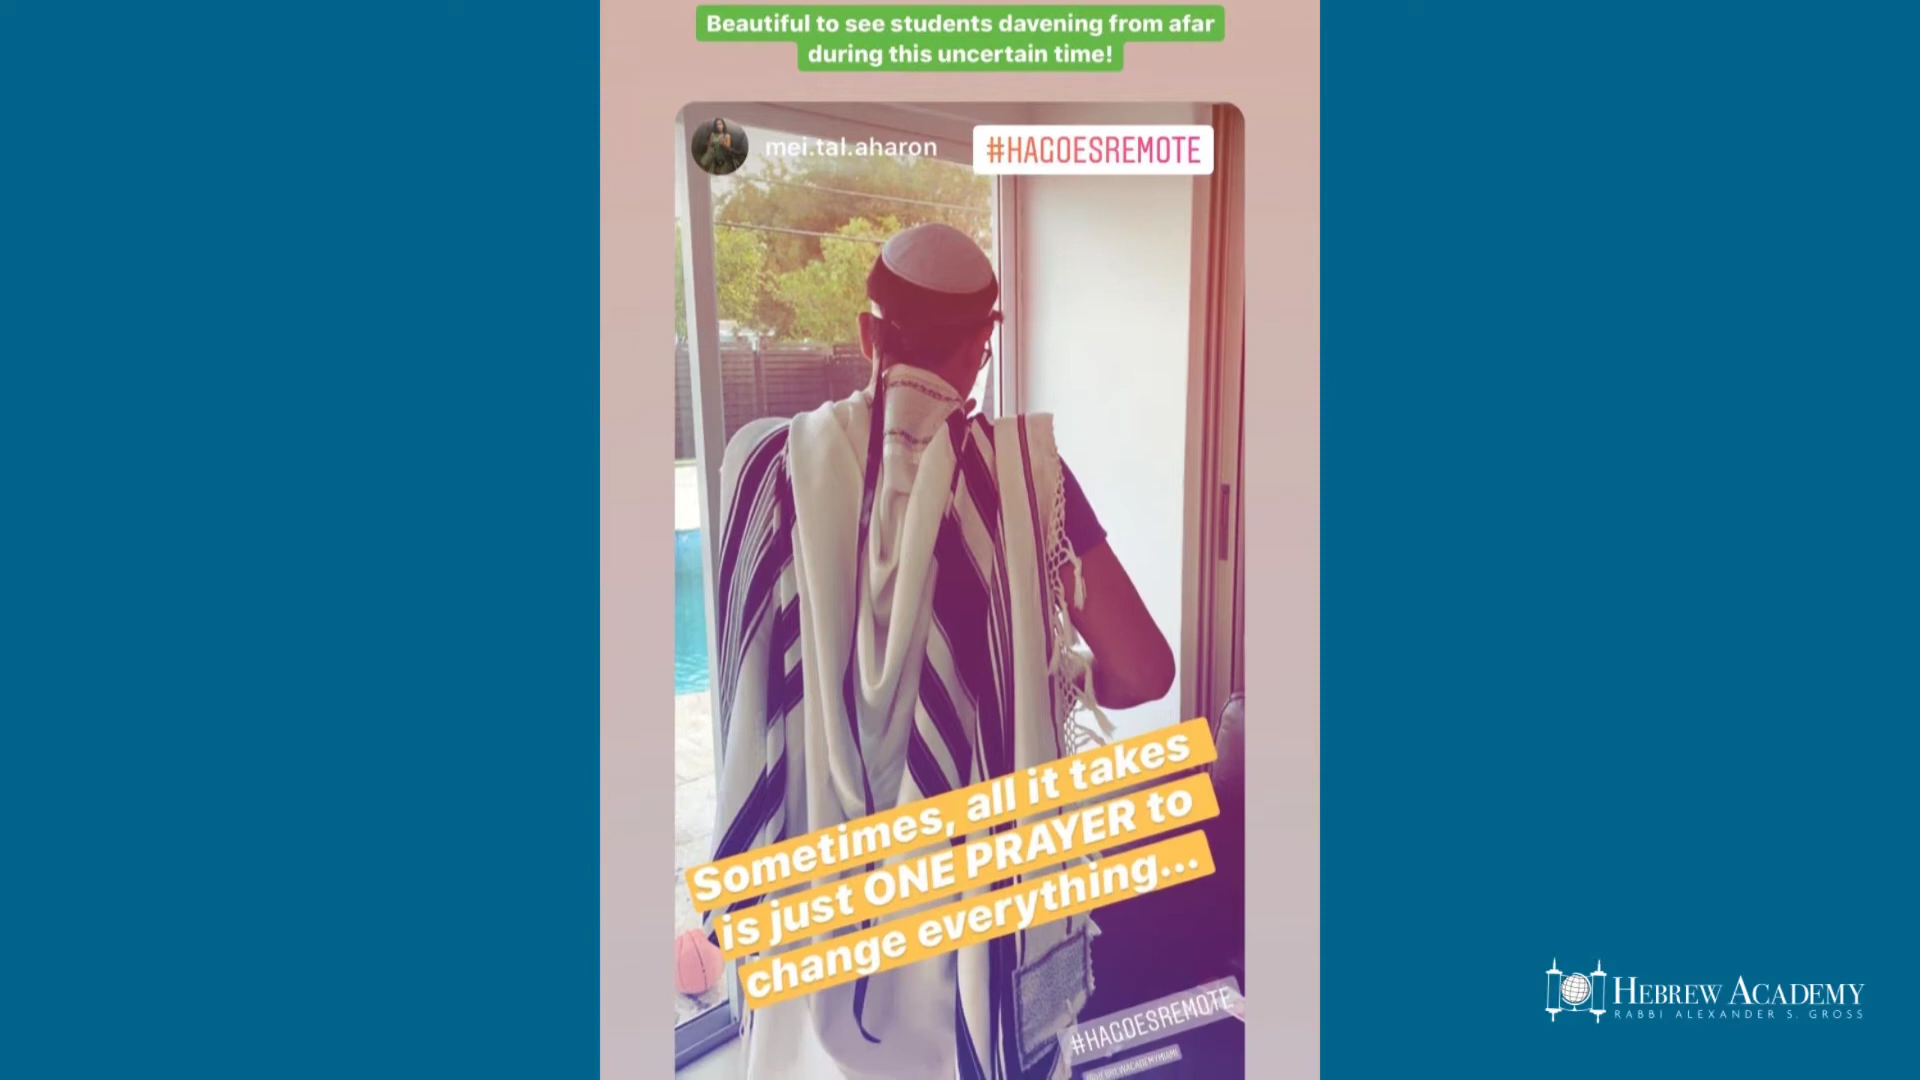 Beautiful to see students davening from afar
during this uncertain time!
mei.tal.aharon
#HAGOESREMOTE
Sometimes, all it takes
is just ONE PRAYER to
change everything...
#HAGOESREMOTE
HEBREW ACADEMY
RABBI ALEXANDER S. GROSS